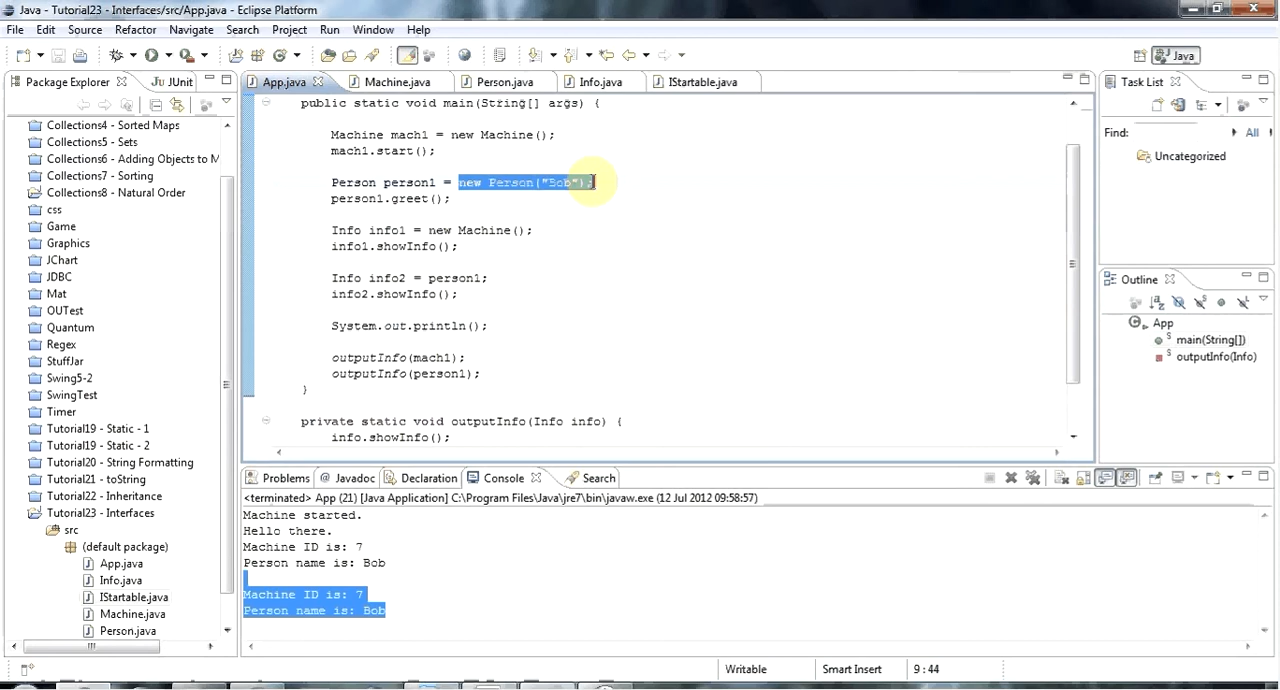 Java - Tutorial23 - Interfaces/src/App.java - Eclipse Platform
File Edit Source Refactor Navigate Search Project Run Window Help
Java
Package Explorer JUnit
App.java Machine.java Person.java Info.java IStartable.java
Task List
Collections4 - Sorted Maps
Collections5 - Sets
Collections6 - Adding Objects to M
Collections7 - Sorting
Collections8 - Natural Order
css
Game
Graphics
JChart
JDBC
Mat
OUTest
Quantum
Regex
StuffJar
Swing5-2
SwingTest
Timer
Tutorial19 - Static - 1
Tutorial19 - Static - 2
Tutorial20 - String Formatting
Tutorial21 - toString
Tutorial22 - Inheritance
Tutorial23 - Interfaces
src
(default package)
App.java
Info.java
IStartable.java
Machine.java
Person.java
public static void main(String[] args) {
Machine mach1 = new Machine();
mach1.start();
Person person1 = new Person("Bob");
person1.greet();
Info info1 = new Machine();
info1.showInfo();
Info info2 = person1;
info2.showInfo();
System.out.println();
outputInfo(mach1);
outputInfo(person1);
}
private static void outputInfo(Info info) {
info.showInfo();
Find: All
Uncategorized
Outline
App
main(String[])
outputInfo(Info)
Problems @ Javadoc Declaration Console Search
<terminated> App (21) [Java Application] C:\Program Files\Java\jre7\bin\javaw.exe (12 Jul 2012 09:58:57)
Machine started.
Hello there.
Machine ID is: 7
Person name is: Bob
Machine ID is: 7
Person name is: Bob
Writable Smart Insert 9 : 44